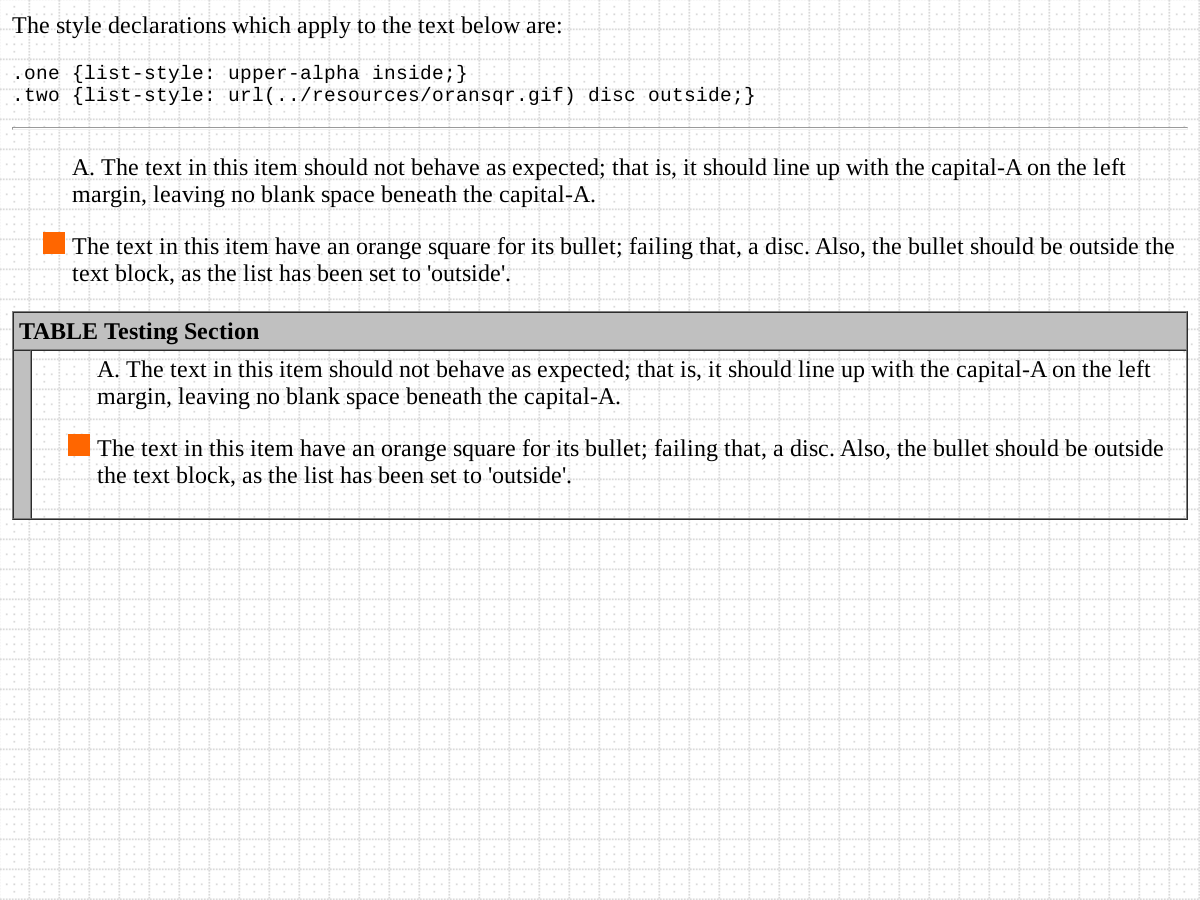 The style declarations which apply to the text below are:
.one {list-style: upper-alpha inside;}
.two {list-style: url(../resources/oransqr.gif) disc outside;}
A. The text in this item should not behave as expected; that is, it should line up with the capital-A on the left
margin, leaving no blank space beneath the capital-A.
The text in this item have an orange square for its bullet; failing that, a disc. Also, the bullet should be outside the
text block, as the list has been set to 'outside'.
TABLE Testing Section
A. The text in this item should not behave as expected; that is, it should line up with the capital-A on the left
margin, leaving no blank space beneath the capital-A.
The text in this item have an orange square for its bullet; failing that, a disc. Also, the bullet should be outside
the text block, as the list has been set to 'outside'.